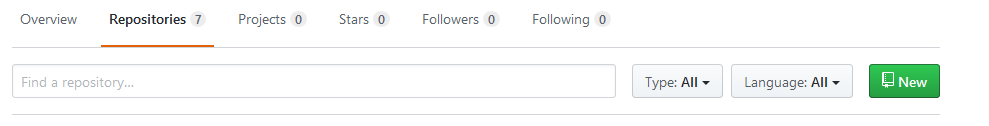 Overview Repositories 7 Projects 0 Stars 0 Followers 0 Following 0
Find a repository... Type: All Language: All New